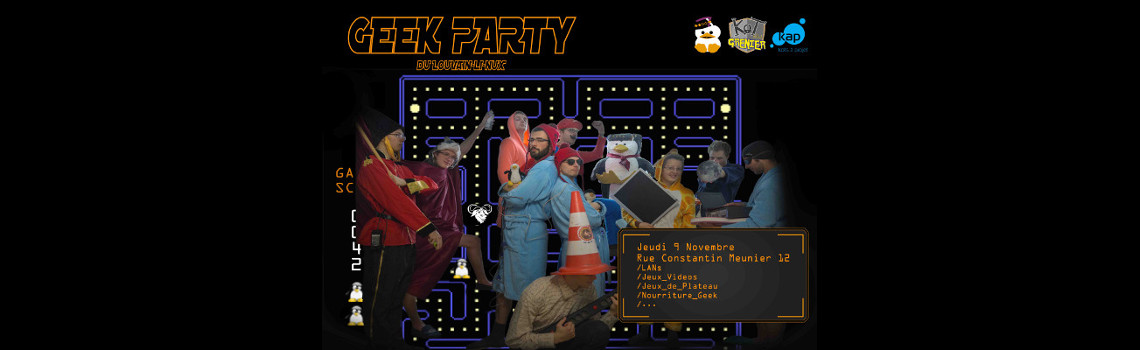 GEEK PARTY
DU LOUVAIN-LI-NUX
Kot
GRENIER
kap
GA
SC
0042
Jeudi 9 Novembre
Rue Constantin Meunier 12
/LANs
/Jeux_Videos
/Jeux_de_Plateau
/Nourriture_Geek
/...